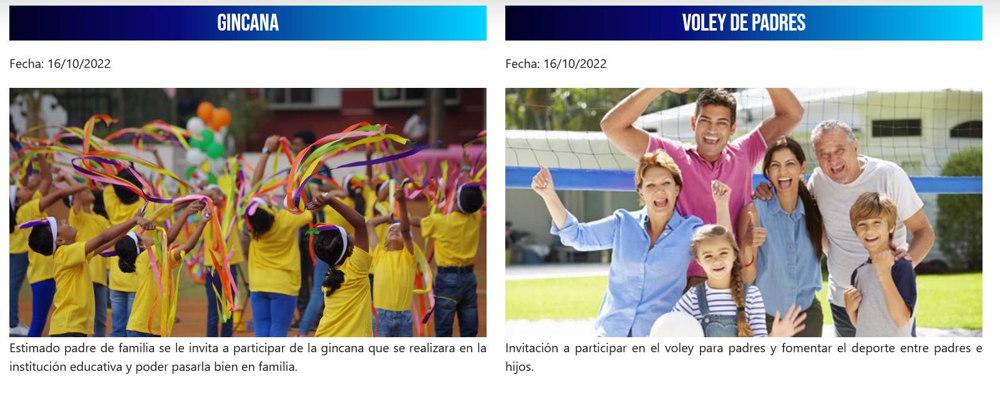 GINCANA
Fecha: 16/10/2022
Estimado padre de familia se le invita a participar de la gincana que se realizara en la
institución educativa y poder pasarla bien en familia.
VOLEY DE PADRES
Fecha: 16/10/2022
Invitación a participar en el voley para padres y fomentar el deporte entre padres e
hijos.